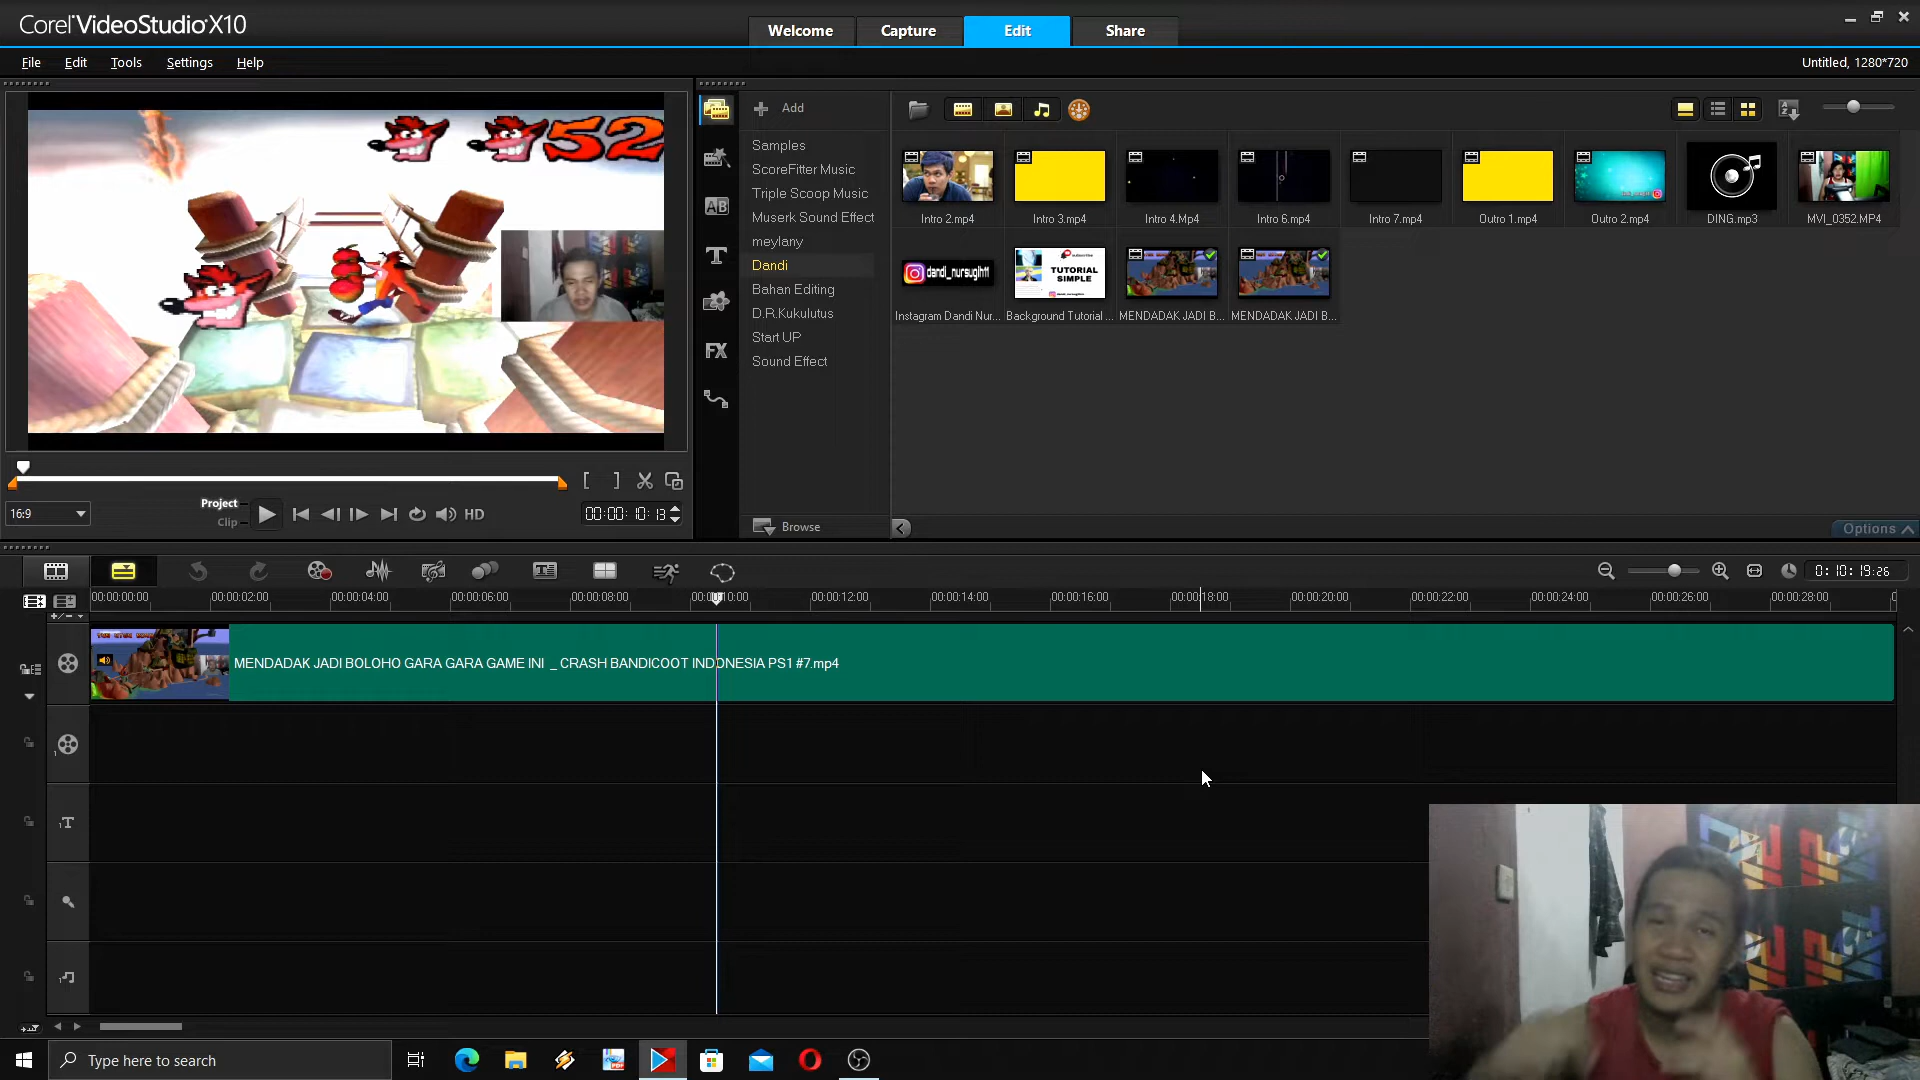 Corel VideoStudio X10
Welcome
Capture
Edit
Share
File
Edit
Tools
Settings
Help
Untitled, 1280*720
52
Add
Samples
ScoreFitter Music
Triple Scoop Music
Muserk Sound Effect
meylany
Dandi
Bahan Editing
D.R.Kukulutus
Start UP
Sound Effect
Browse
Intro 2.mp4
Intro 3.mp4
Intro 4.Mp4
Intro 6.mp4
Intro 7.mp4
Outro 1.mp4
Outro 2.mp4
DING.mp3
MVI_0352.MP4
dandi_nursugih11
TUTORIAL
SIMPLE
Instagram Dandi Nur...
Background Tutorial ...
MENDADAK JADI B...
MENDADAK JADI B...
AB
T
FX
Options
16:9
Project
Clip
HD
00:00:10:13
0:10:19:26
00:00:00:00
00:00:02:00
00:00:04:00
00:00:06:00
00:00:08:00
00:00:10:00
00:00:12:00
00:00:14:00
00:00:16:00
00:00:18:00
00:00:20:00
00:00:22:00
00:00:24:00
00:00:26:00
00:00:28:00
MENDADAK JADI BOLOHO GARA GARA GAME INI _ CRASH BANDICOOT INDONESIA PS1 #7.mp4
1
1T
1
Type here to search